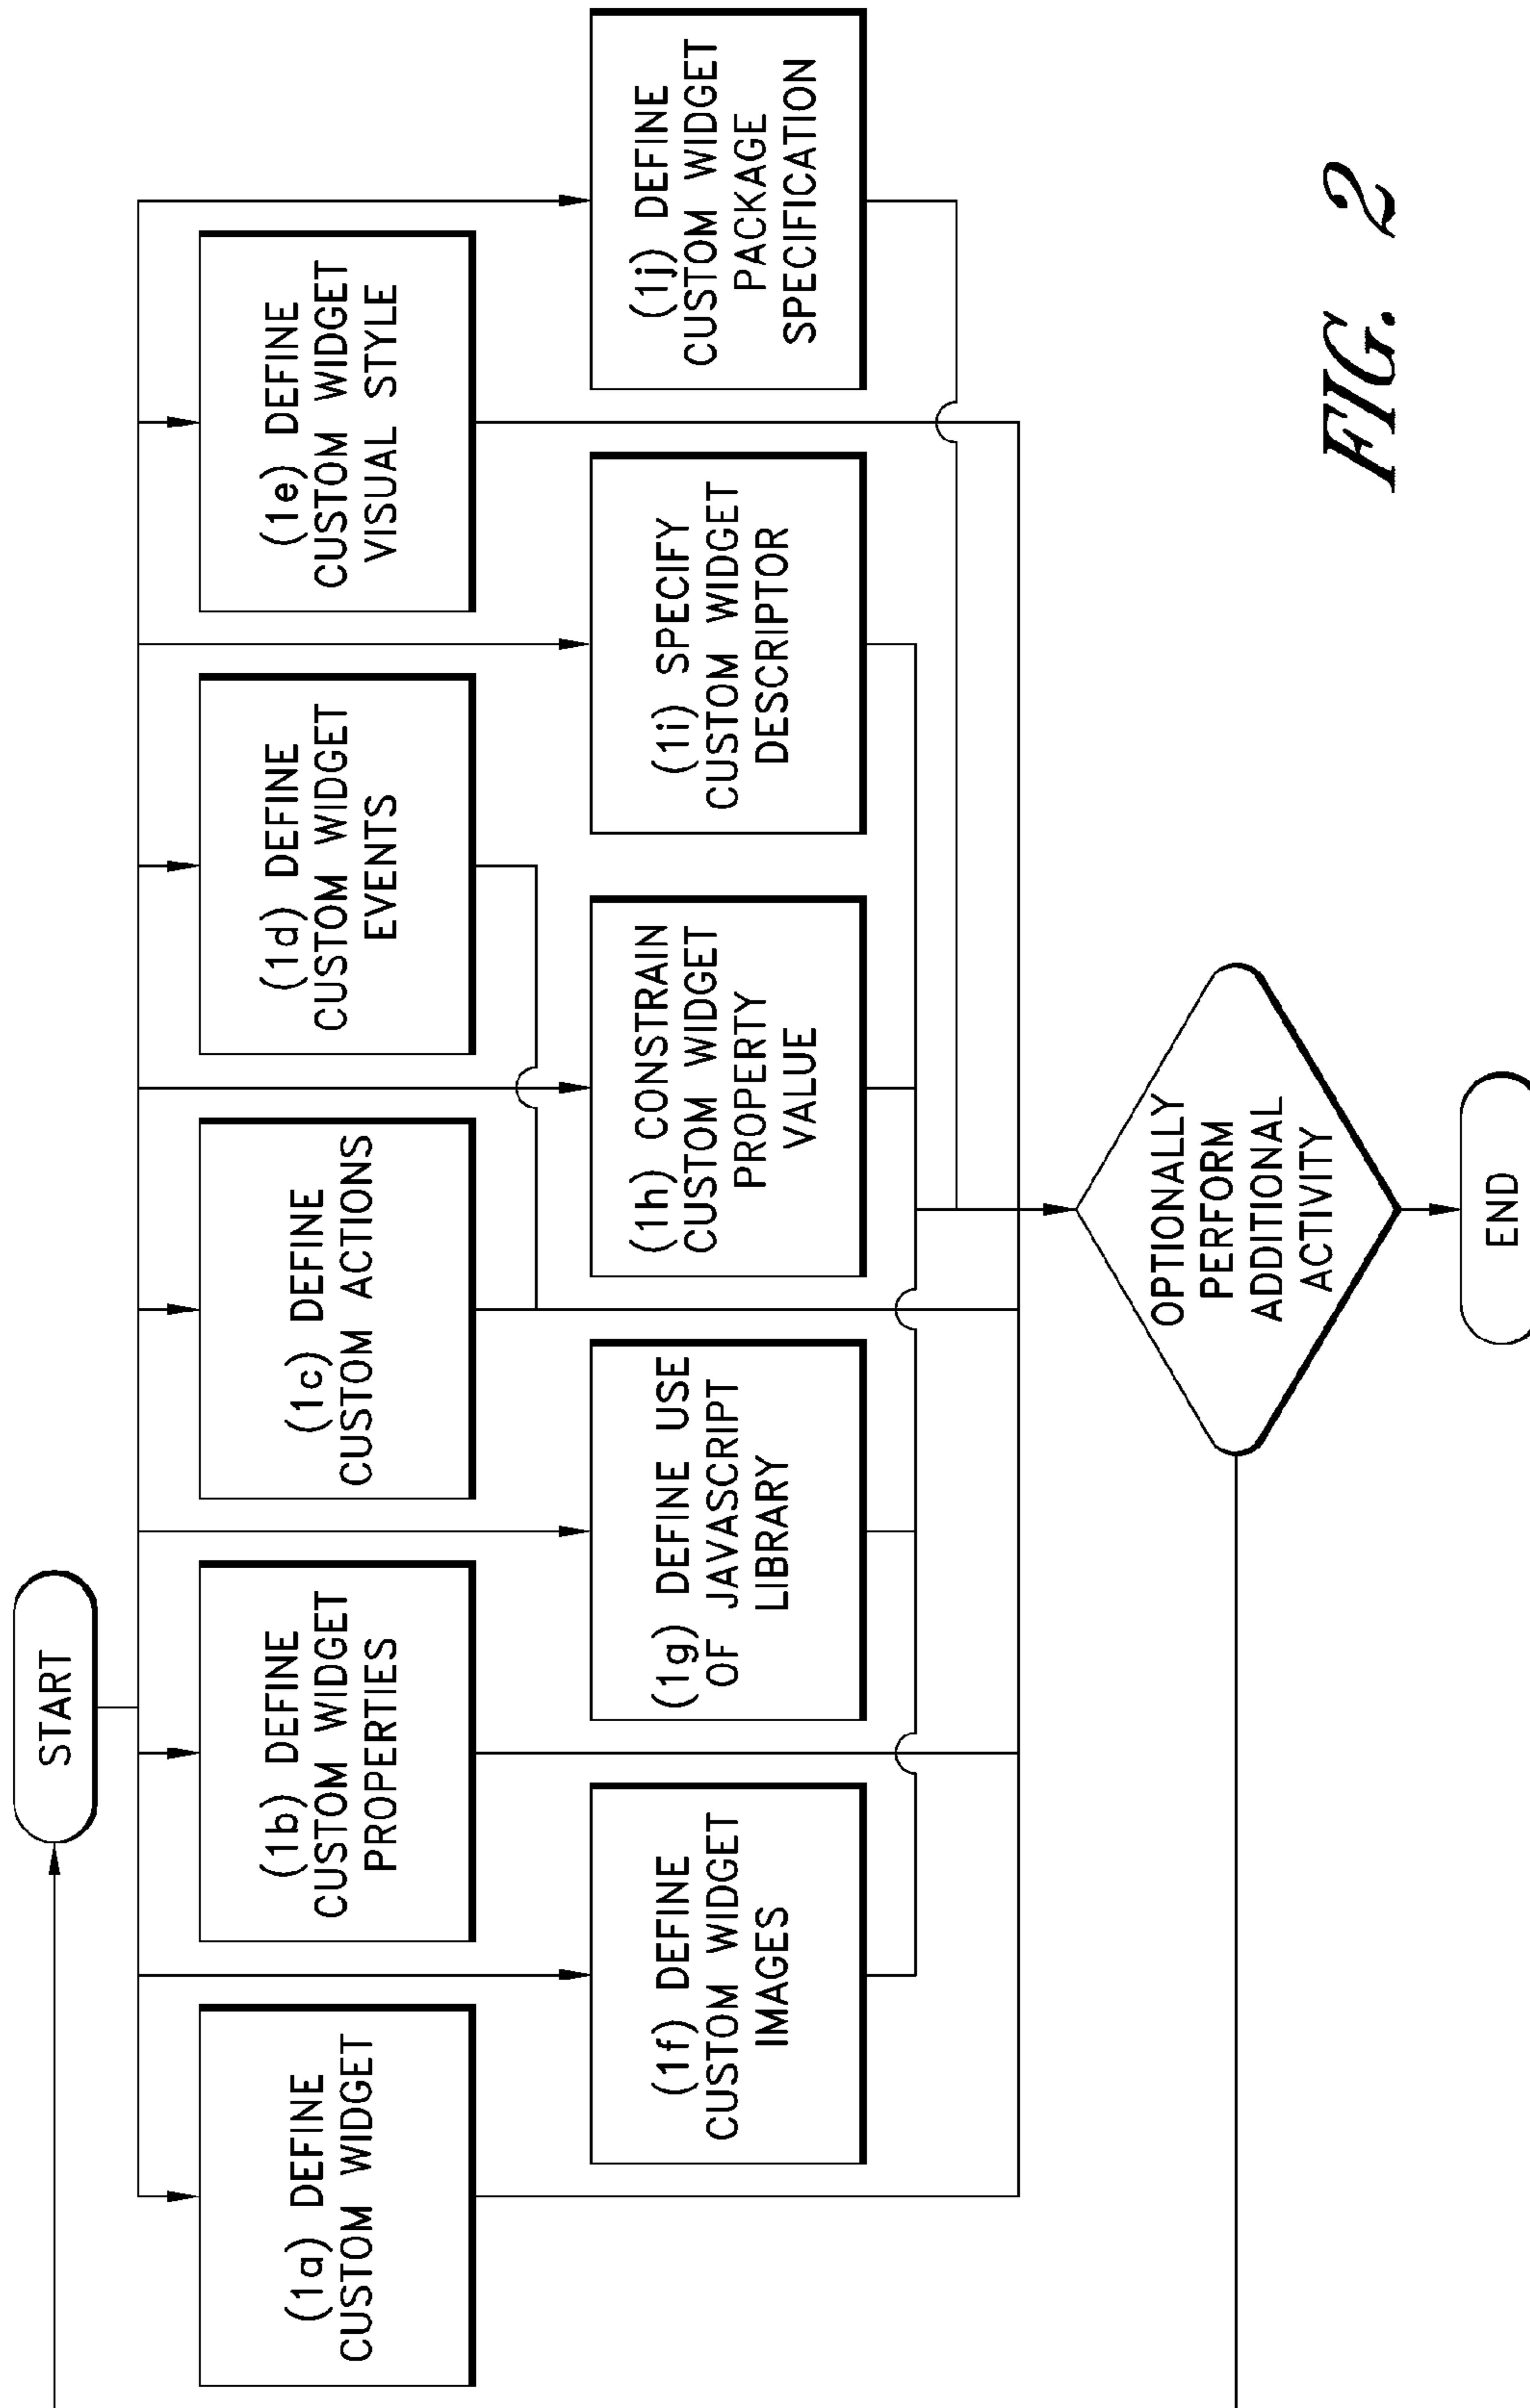 START
(1a) DEFINE
CUSTOM WIDGET
(1b) DEFINE
CUSTOM WIDGET
PROPERTIES
(1c) DEFINE
CUSTOM ACTIONS
(1d) DEFINE
CUSTOM WIDGET
EVENTS
(1e) DEFINE
CUSTOM WIDGET
VISUAL STYLE
(1f) DEFINE
CUSTOM WIDGET
IMAGES
(1g) DEFINE USE
OF JAVASCRIPT
LIBRARY
(1h) CONSTRAIN
CUSTOM WIDGET
PROPERTY
VALUE
(1i) SPECIFY
CUSTOM WIDGET
DESCRIPTOR
(1j) DEFINE
CUSTOM WIDGET
PACKAGE
SPECIFICATION
OPTIONALLY
PERFORM
ADDITIONAL
ACTIVITY
END
FIG. 2